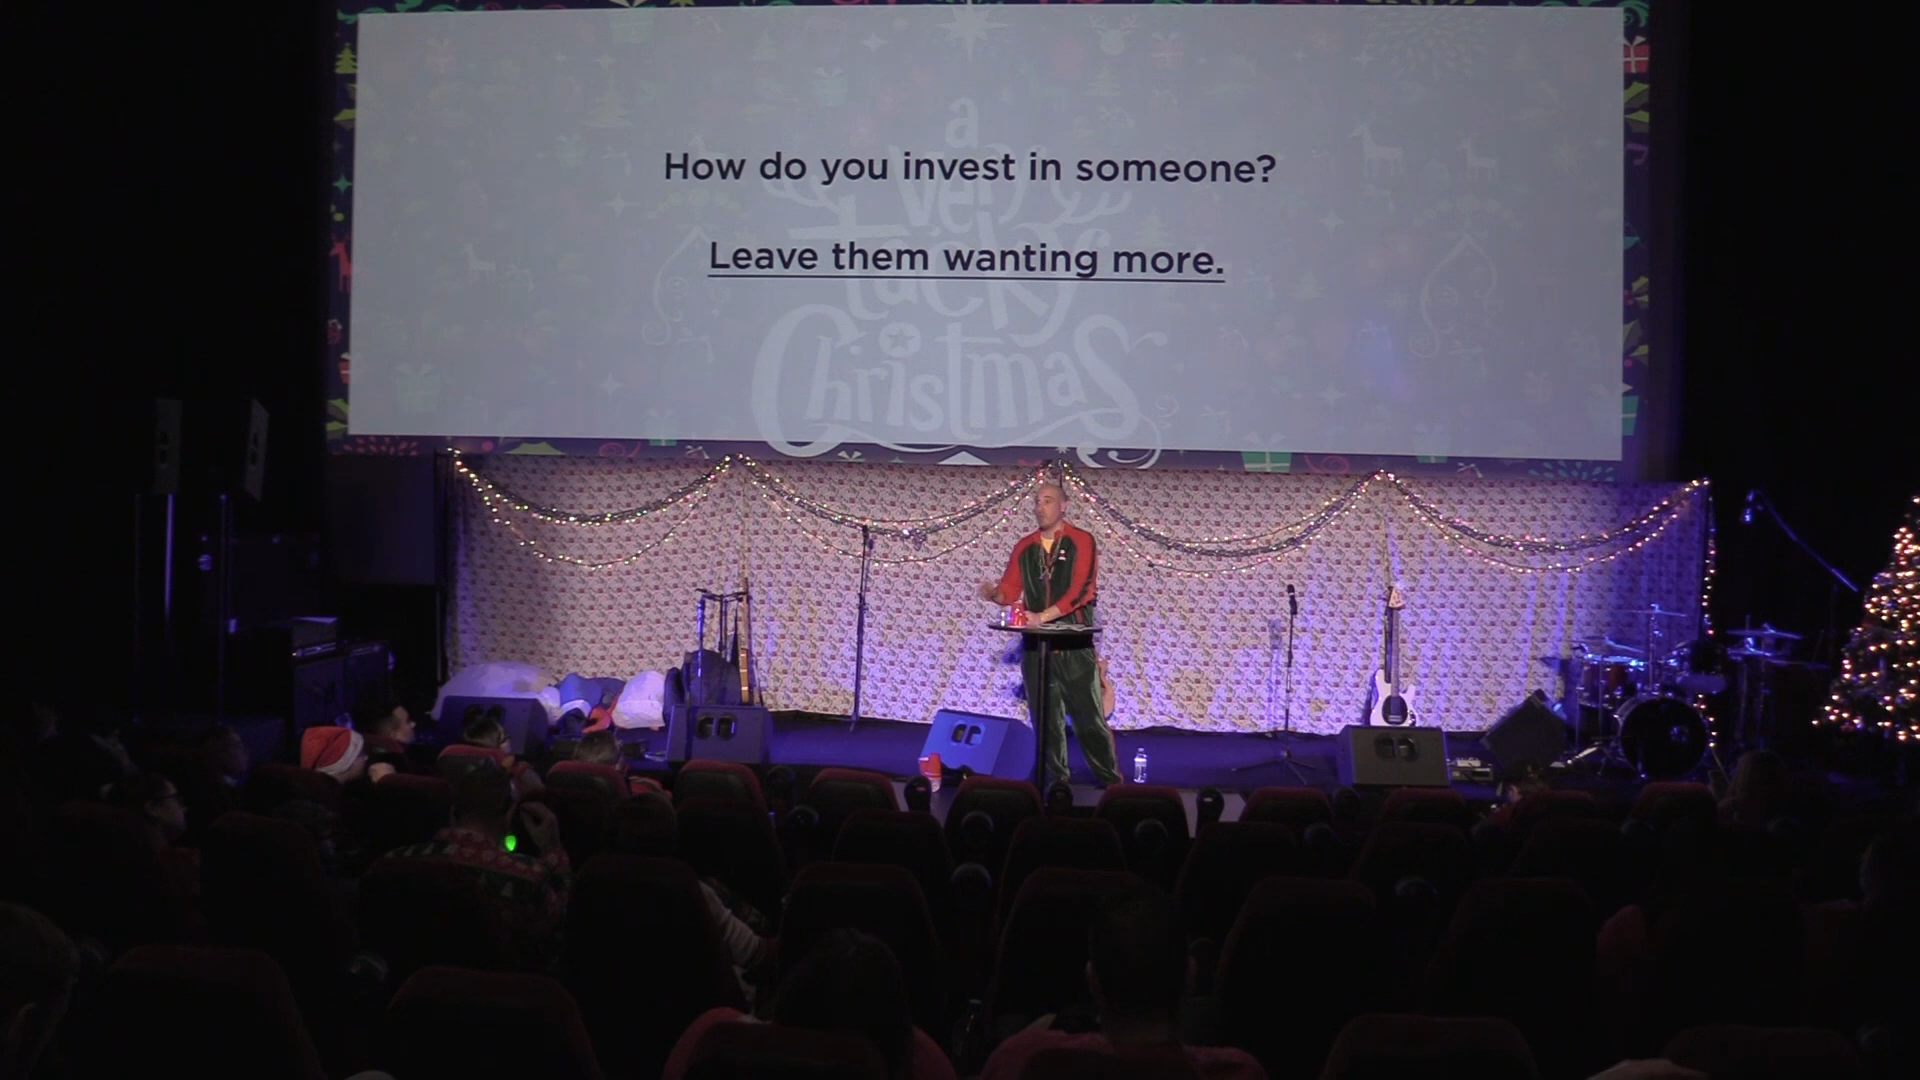 How do you invest in someone?
Leave them wanting more.
a
Very
Tacky
Christmas